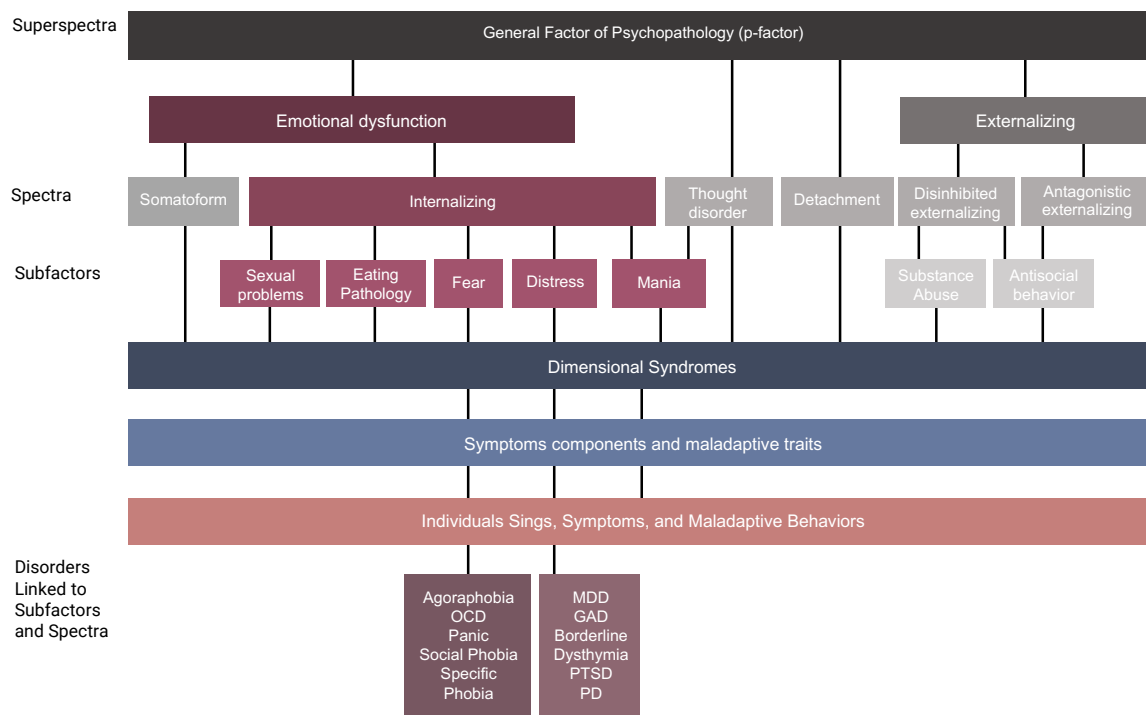 Superspectra
General Factor of Psychopathology (p-factor)
Emotional dysfunction
Externalizing
Spectra
Somatoform
Internalizing
Thought
disorder
Detachment
Disinhibited
externalizing
Antagonistic
externalizing
Subfactors
Sexual
problems
Eating
Pathology
Fear
Distress
Mania
Substance
Abuse
Antisocial
behavior
Dimensional Syndromes
Symptoms components and maladaptive traits
Individuals Sings, Symptoms, and Maladaptive Behaviors
Disorders
Linked to
Subfactors
and Spectra
Agoraphobia
OCD
Panic
Social Phobia
Specific
Phobia
MDD
GAD
Borderline
Dysthymia
PTSD
PD